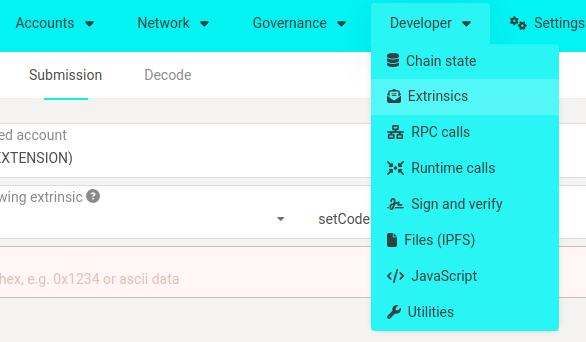 Accounts
Network
Governance
Developer
Settings
Submission
Decode
Chain state
Extrinsics
RPC calls
Runtime calls
Sign and verify
Files (IPFS)
JavaScript
Utilities
ed account
EXTENSION)
wing extrinsic ?
setCode
hex, e.g. 0x1234 or ascii data